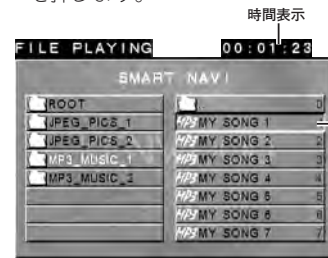 を押します。
時間表示
FILE PLAYING 00:01:23
SMART NAVI
ROOT
JPEG_PICS_1
JPEG_PICS_2
MP3_MUSIC_1
MP3_MUSIC_2
.. 0
MP3 MY SONG 1
MP3 MY SONG 2 2
MP3 MY SONG 3 3
MP3 MY SONG 4 4
MP3 MY SONG 5 5
MP3 MY SONG 6 6
MP3 MY SONG 7 7